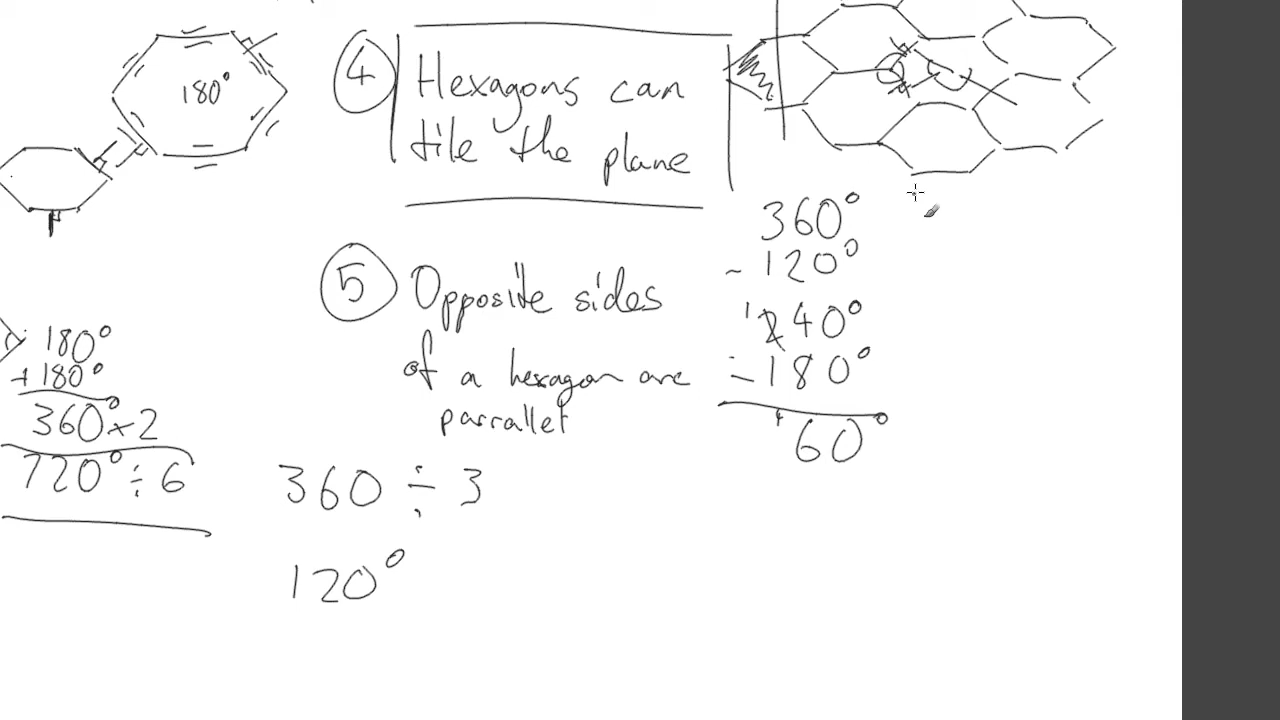 180°
④ Hexagons can
tile the plane
⑤ Opposite sides
of a hexagon are
parrallel
180°
+180°
360° × 2
720° ÷ 6
360 ÷ 3
120°
360°
- 120°
240°
- 180°
60°